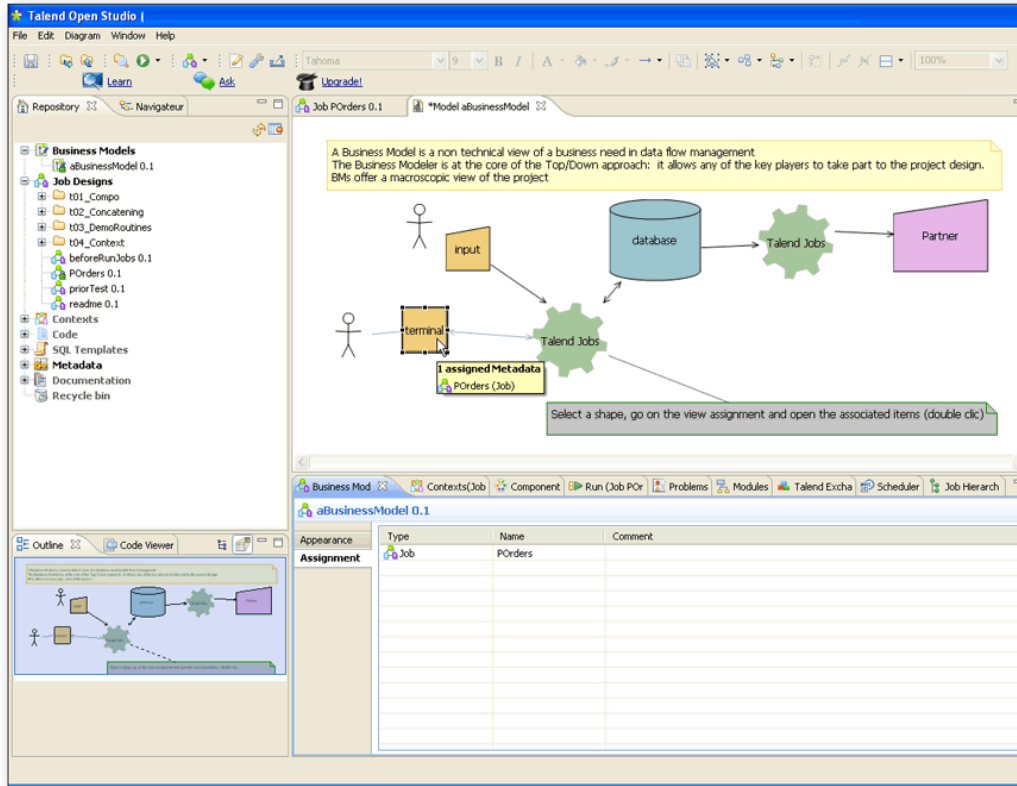 Talend Open Studio (
File Edit Diagram Window Help
Tahoma 9 B I A 100%
Learn Ask Upgrade!
Repository Navigateur
Job POrders 0.1 *Model aBusinessModel
Business Models
aBusinessModel 0.1
Job Designs
t01_Compo
t02_Concatening
t03_DemoRoutines
t04_Context
beforeRunJobs 0.1
POrders 0.1
priorTest 0.1
readme 0.1
Contexts
Code
SQL Templates
Metadata
Documentation
Recycle bin
A Business Model is a non technical view of a business need in data flow management
The Business Modeler is at the core of the Top/Down approach: it allows any of the key players to take part to the project design.
BMs offer a macroscopic view of the project
input
database
Talend Jobs
Partner
terminal
Talend Jobs
1 assigned Metadata
POrders (Job)
Select a shape, go on the view assignment and open the associated items (double clic)
Business Mod Contexts(Job Component Run (Job POr Problems Modules Talend Excha Scheduler Job Hierarch
aBusinessModel 0.1
Appearance
Assignment
Type Name Comment
Job POrders
Outline Code Viewer